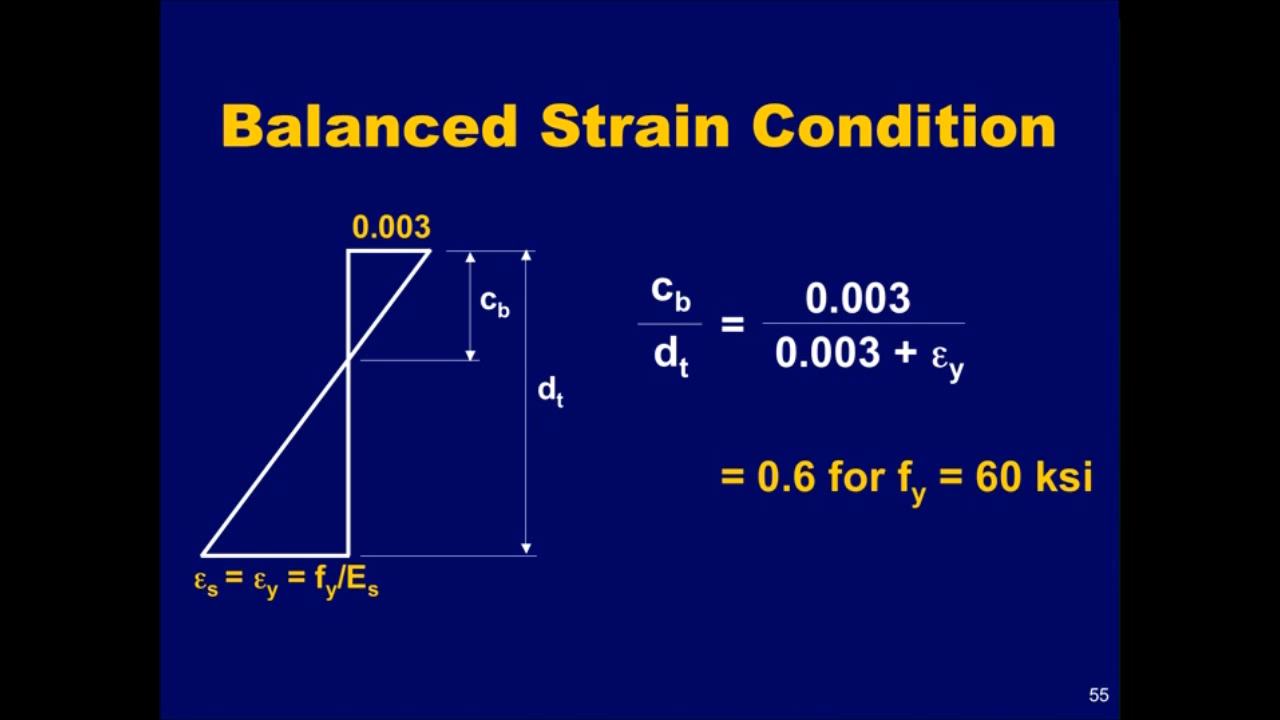 Balanced Strain Condition
0.003
c_b
d_t
ε_s = ε_y = f_y/E_s
c_b
d_t
=
0.003
0.003 + ε_y
= 0.6 for f_y = 60 ksi
55